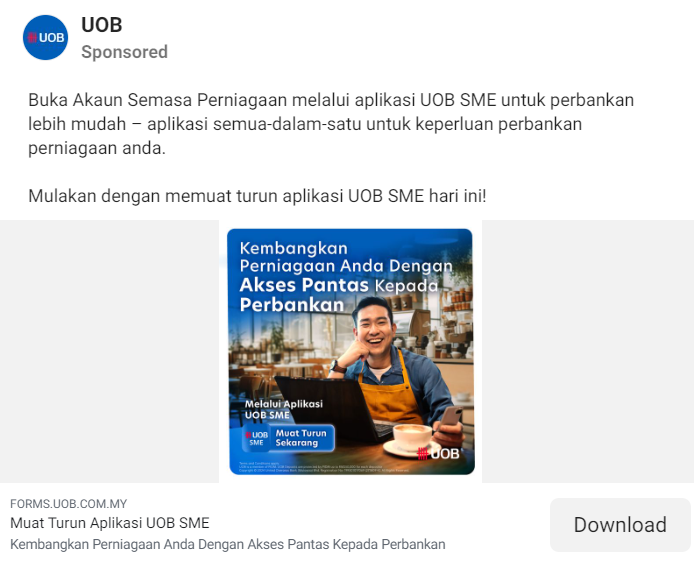 UOB
UOB
Sponsored
Buka Akaun Semasa Perniagaan melalui aplikasi UOB SME untuk perbankan
lebih mudah – aplikasi semua-dalam-satu untuk keperluan perbankan
perniagaan anda.
Mulakan dengan memuat turun aplikasi UOB SME hari ini!
Kembangkan
Perniagaan Anda Dengan
Akses Pantas Kepada
Perbankan
Melalui Aplikasi
UOB SME
UOB
SME
Muat Turun
Sekarang
UOB
FORMS.UOB.COM.MY
Muat Turun Aplikasi UOB SME
Kembangkan Perniagaan Anda Dengan Akses Pantas Kepada Perbankan
Download